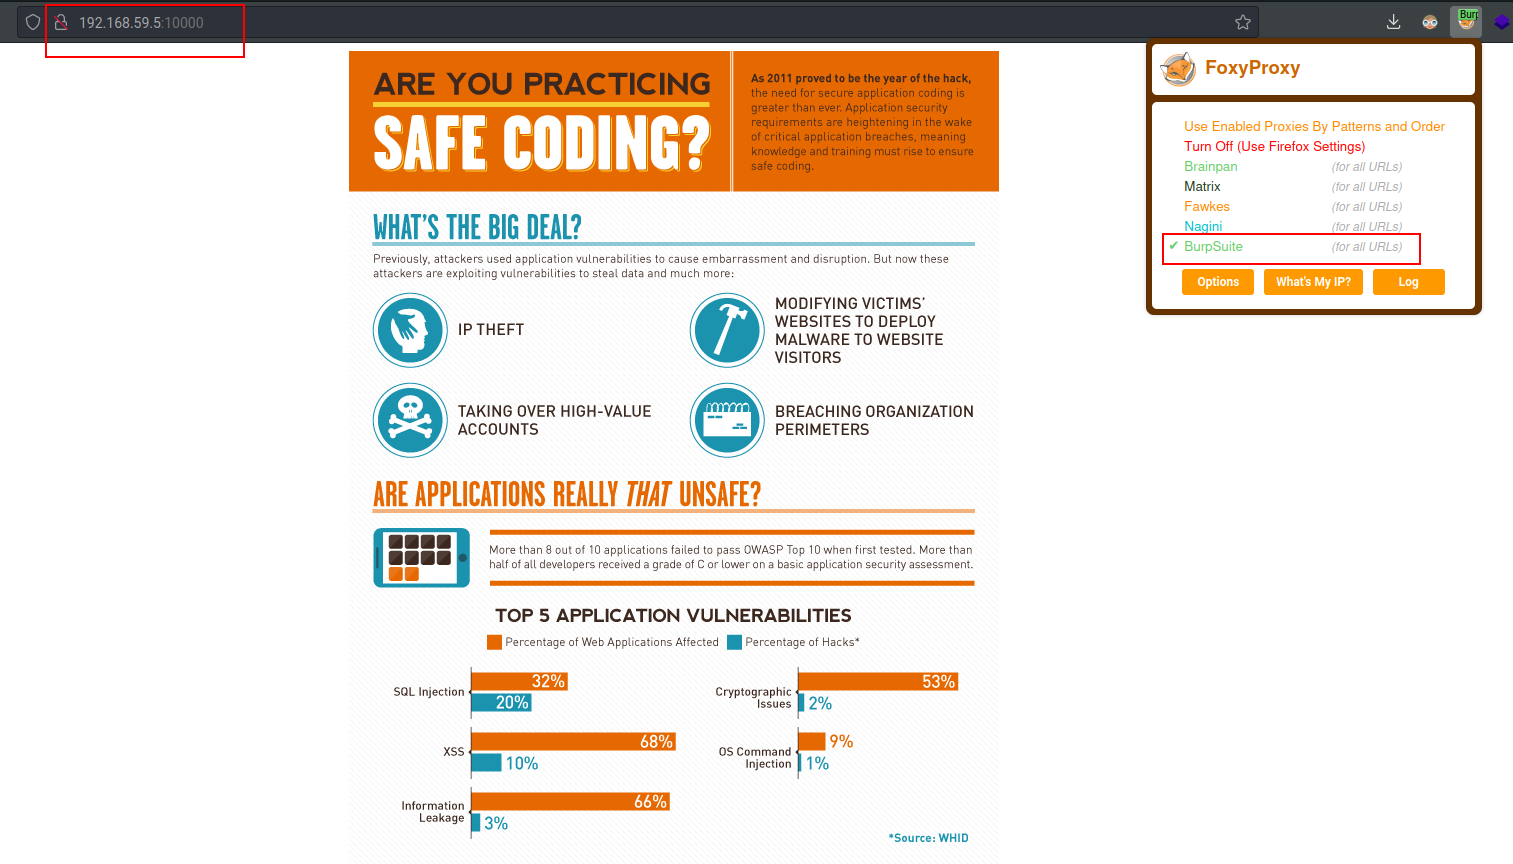 192.168.59.5:10000
Burp
FoxyProxy
Use Enabled Proxies By Patterns and Order
Turn Off (Use Firefox Settings)
Brainpan (for all URLs)
Matrix (for all URLs)
Fawkes (for all URLs)
Nagini (for all URLs)
✔ BurpSuite (for all URLs)
Options What's My IP? Log
ARE YOU PRACTICING
SAFE CODING?
As 2011 proved to be the year of the hack,
the need for secure application coding is
greater than ever. Application security
requirements are heightening in the wake
of critical application breaches, meaning
knowledge and training must rise to ensure
safe coding.
WHAT'S THE BIG DEAL?
Previously, attackers used application vulnerabilities to cause embarrassment and disruption. But now these
attackers are exploiting vulnerabilities to steal data and much more:
IP THEFT
MODIFYING VICTIMS'
WEBSITES TO DEPLOY
MALWARE TO WEBSITE
VISITORS
TAKING OVER HIGH-VALUE
ACCOUNTS
BREACHING ORGANIZATION
PERIMETERS
ARE APPLICATIONS REALLY THAT UNSAFE?
More than 8 out of 10 applications failed to pass OWASP Top 10 when first tested. More than
half of all developers received a grade of C or lower on a basic application security assessment.
TOP 5 APPLICATION VULNERABILITIES
Percentage of Web Applications Affected Percentage of Hacks*
SQL Injection
32%
20%
Cryptographic
Issues
53%
2%
XSS
68%
10%
OS Command
Injection
9%
1%
Information
Leakage
66%
3%
*Source: WHID